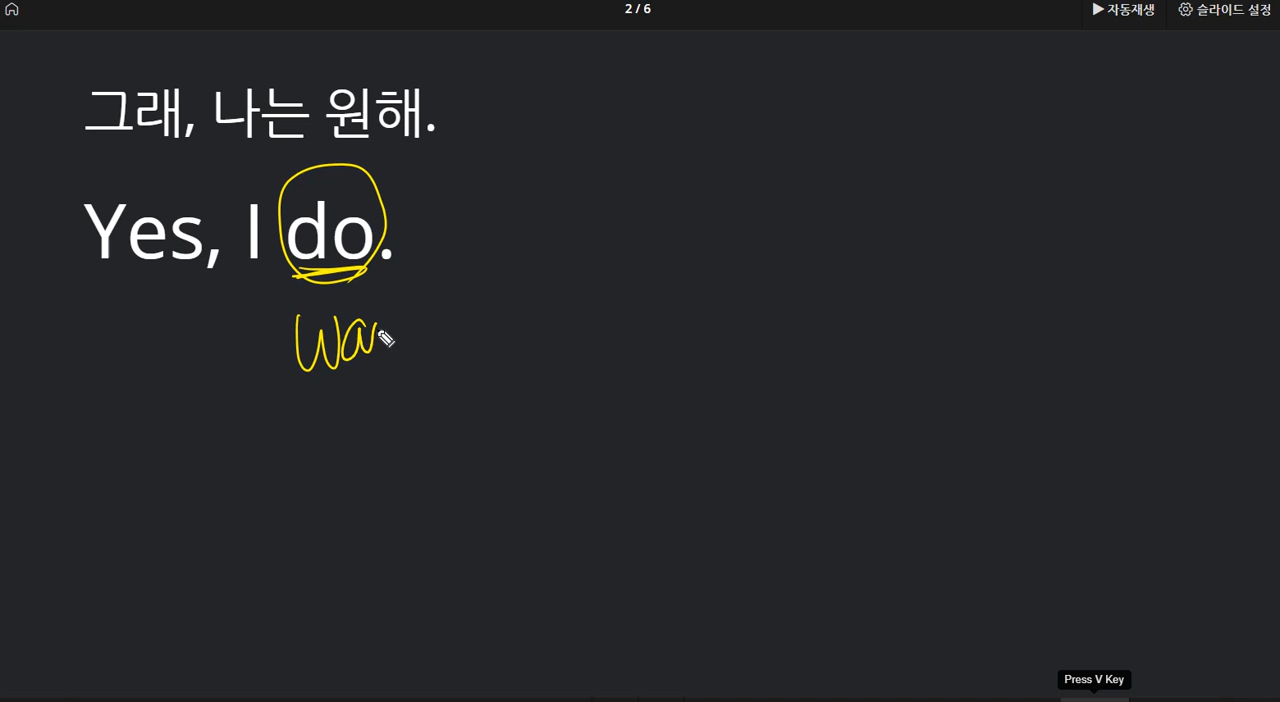 2 / 6
자동재생
슬라이드 설정
그래, 나는 원해.
Yes, I do.
Press V Key